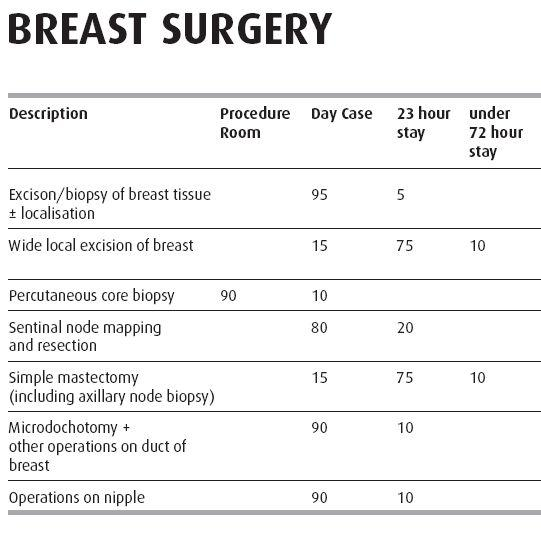 BREAST SURGERY
Description Procedure Room Day Case 23 hour stay under 72 hour stay
Excison/biopsy of breast tissue 95 5
± localisation
Wide local excision of breast 15 75 10
Percutaneous core biopsy 90 10
Sentinal node mapping 80 20
and resection
Simple mastectomy 15 75 10
(including axillary node biopsy)
Microdochotomy + 90 10
other operations on duct of
breast
Operations on nipple 90 10